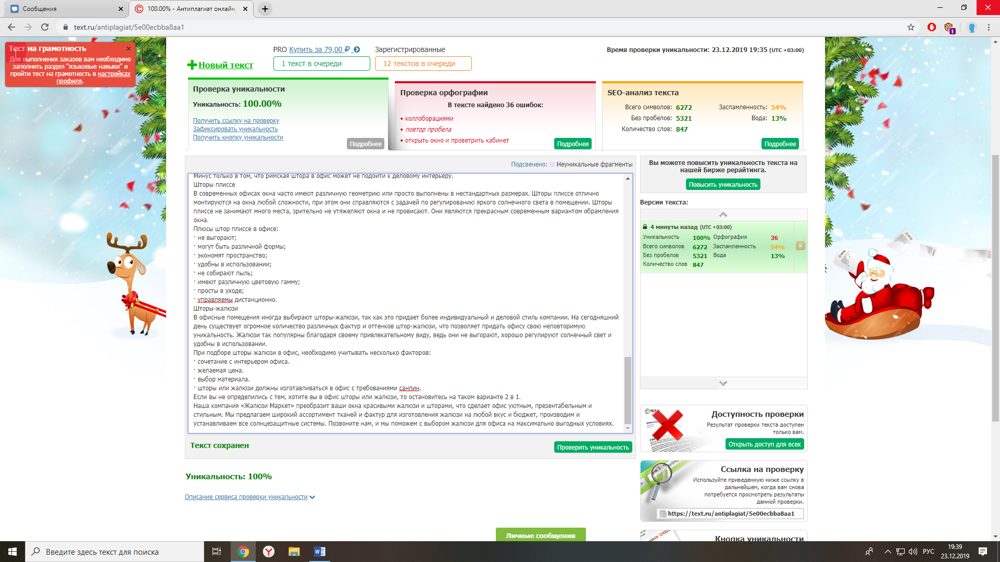 Сообщения
100.00% - Антиплагиат онлайн,
text.ru/antiplagiat/5e00ecbba8aa1
1
Тест на грамотность
Для выполнения заказов вам необходимо
заполнить раздел "языковые навыки" и
пройти тест на грамотность в настройках
профиля.
Новый текст
PRO Купить за 79,00 ₽
1 текст в очереди
Зарегистрированные
12 текстов в очереди
Время проверки уникальности: 23.12.2019 19:35 (UTC +03:00)
Проверка уникальности
Уникальность: 100.00%
Получить ссылку на проверку
Зафиксировать уникальность
Получить кнопку уникальности
Подробнее
Проверка орфографии
В тексте найдено 36 ошибок:
• коллоборациями
• повтор пробела
• открыть окно и проветрить кабинет
Подробнее
SEO-анализ текста
Всего символов: 6272 Заспамленность: 54%
Без пробелов: 5321 Вода: 13%
Количество слов: 847
Подробнее
Подсвечено: Неуникальные фрагменты
Минус только в том, что римская штора в офис может не подойти к деловому интерьеру.
Шторы плиссе
В современных офисах окна часто имеют различную геометрию или просто выполнены в нестандартных размерах. Шторы плиссе отлично
монтируются на окна любой сложности, при этом они справляются с задачей по регулированию яркого солнечного света в помещении. Шторы
плиссе не занимают много места, зрительно не утяжеляют окна и не провисают. Они являются прекрасным современным вариантом обрамления
окна.
Плюсы штор плиссе в офисе:
· не выгорают;
· могут быть различной формы;
· экономят пространство;
· удобны в использовании;
· не собирают пыль;
· имеют различную цветовую гамму;
· просты в уходе;
· управляемы дистанционно.
Шторы-жалюзи
В офисные помещения иногда выбирают шторы-жалюзи, так как это придает более индивидуальный и деловой стиль компании. На сегодняшний
день существует огромное количество различных фактур и оттенков штор-жалюзи, что позволяет придать офису свою неповторимую
уникальность. Жалюзи так популярны благодаря своему привлекательному виду, ведь они не выгорают, хорошо регулируют солнечный свет и
удобны в использовании.
При подборе шторы жалюзи в офис, необходимо учитывать несколько факторов:
· сочетание с интерьером офиса.
· желаемая цена.
· выбор материала.
· шторы или жалюзи должны изготавливаться в офис с требованиями санпин.
Если вы не определились с тем, хотите вы в офис шторы или жалюзи, то остановитесь на таком варианте 2 в 1.
Наша компания «Жалюзи Маркет» преобразит ваши окна красивыми жалюзи и шторами, что сделает офис уютным, презентабельным и
стильным. Мы предлагаем широкий ассортимент тканей и фактур для изготовления жалюзи на любой вкус и бюджет, производим и
устанавливаем все солнцезащитные системы. Позвоните нам, и мы поможем с выбором жалюзи для офиса на максимально выгодных условиях.
Текст сохранен
Проверить уникальность
Уникальность: 100%
Описание сервиса проверки уникальности
Вы можете повысить уникальность текста на
нашей Бирже рерайтинга.
Повысить уникальность
Версии текста:
4 минуты назад (UTC +03:00)
Уникальность 100% Орфография 36
Всего символов 6272 Заспамленность 54%
Без пробелов 5321 Вода 13%
Количество слов 847
Доступность проверки
Результат проверки текста доступен
только вам.
Открыть доступ для всех
Ссылка на проверку
Используйте приведенную ниже ссылку в
дальнейшем, когда вам снова
потребуется просмотреть результаты
данной проверки.
https://text.ru/antiplagiat/5e00ecbba8aa1
Кнопка уникальности
Личные сообщения
Введите здесь текст для поиска
РУС
19:39
23.12.2019